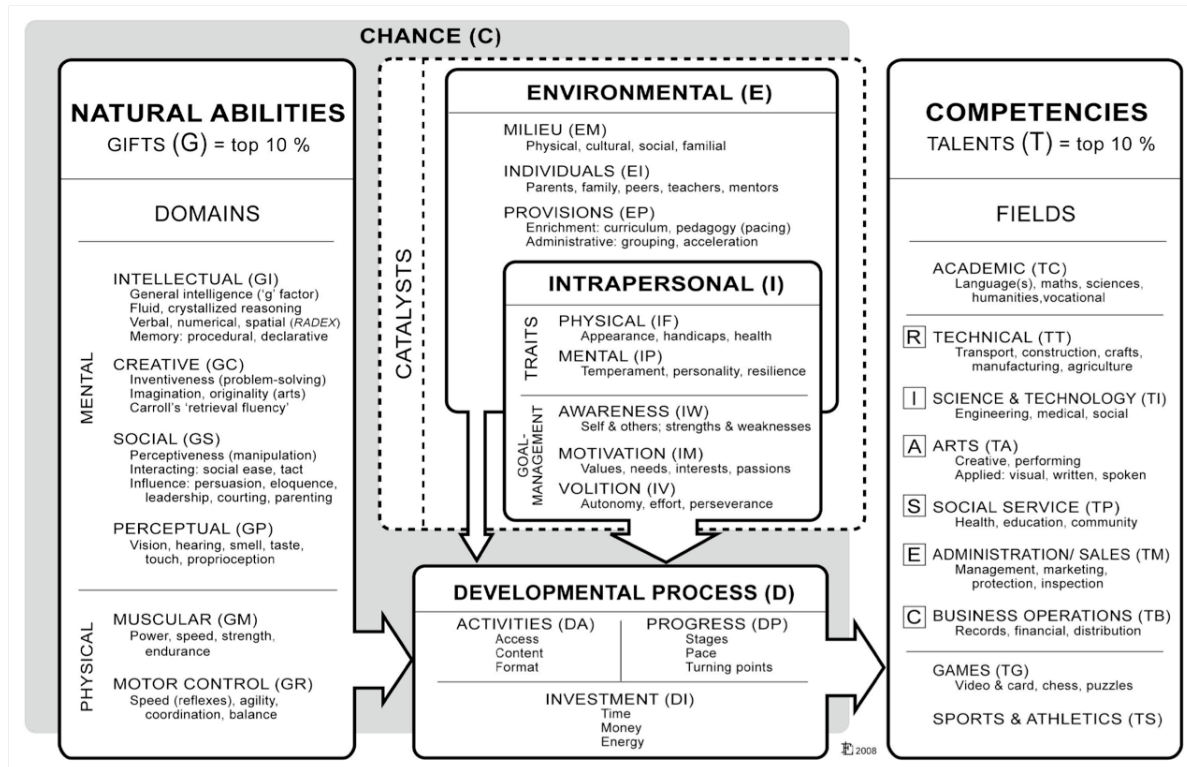 CHANCE (C)
NATURAL ABILITIES
GIFTS (G) = top 10 %
DOMAINS
MENTAL
INTELLECTUAL (GI)
General intelligence ('g' factor)
Fluid, crystallized reasoning
Verbal, numerical, spatial (RADEX)
Memory: procedural, declarative
CREATIVE (GC)
Inventiveness (problem-solving)
Imagination, originality (arts)
Carroll's 'retrieval fluency'
SOCIAL (GS)
Perceptiveness (manipulation)
Interacting: social ease, tact
Influence: persuasion, eloquence,
leadership, courting, parenting
PERCEPTUAL (GP)
Vision, hearing, smell, taste,
touch, proprioception
PHYSICAL
MUSCULAR (GM)
Power, speed, strength,
endurance
MOTOR CONTROL (GR)
Speed (reflexes), agility,
coordination, balance
CATALYSTS
ENVIRONMENTAL (E)
MILIEU (EM)
Physical, cultural, social, familial
INDIVIDUALS (EI)
Parents, family, peers, teachers, mentors
PROVISIONS (EP)
Enrichment: curriculum, pedagogy (pacing)
Administrative: grouping, acceleration
INTRAPERSONAL (I)
TRAITS
PHYSICAL (IF)
Appearance, handicaps, health
MENTAL (IP)
Temperament, personality, resilience
GOAL-
MANAGEMENT
AWARENESS (IW)
Self & others; strengths & weaknesses
MOTIVATION (IM)
Values, needs, interests, passions
VOLITION (IV)
Autonomy, effort, perseverance
DEVELOPMENTAL PROCESS (D)
ACTIVITIES (DA)
Access
Content
Format
PROGRESS (DP)
Stages
Pace
Turning points
INVESTMENT (DI)
Time
Money
Energy
2008
COMPETENCIES
TALENTS (T) = top 10 %
FIELDS
ACADEMIC (TC)
Language(s), maths, sciences,
humanities,vocational
R TECHNICAL (TT)
Transport, construction, crafts,
manufacturing, agriculture
I SCIENCE & TECHNOLOGY (TI)
Engineering, medical, social
A ARTS (TA)
Creative, performing
Applied: visual, written, spoken
S SOCIAL SERVICE (TP)
Health, education, community
E ADMINISTRATION/ SALES (TM)
Management, marketing,
protection, inspection
C BUSINESS OPERATIONS (TB)
Records, financial, distribution
GAMES (TG)
Video & card, chess, puzzles
SPORTS & ATHLETICS (TS)